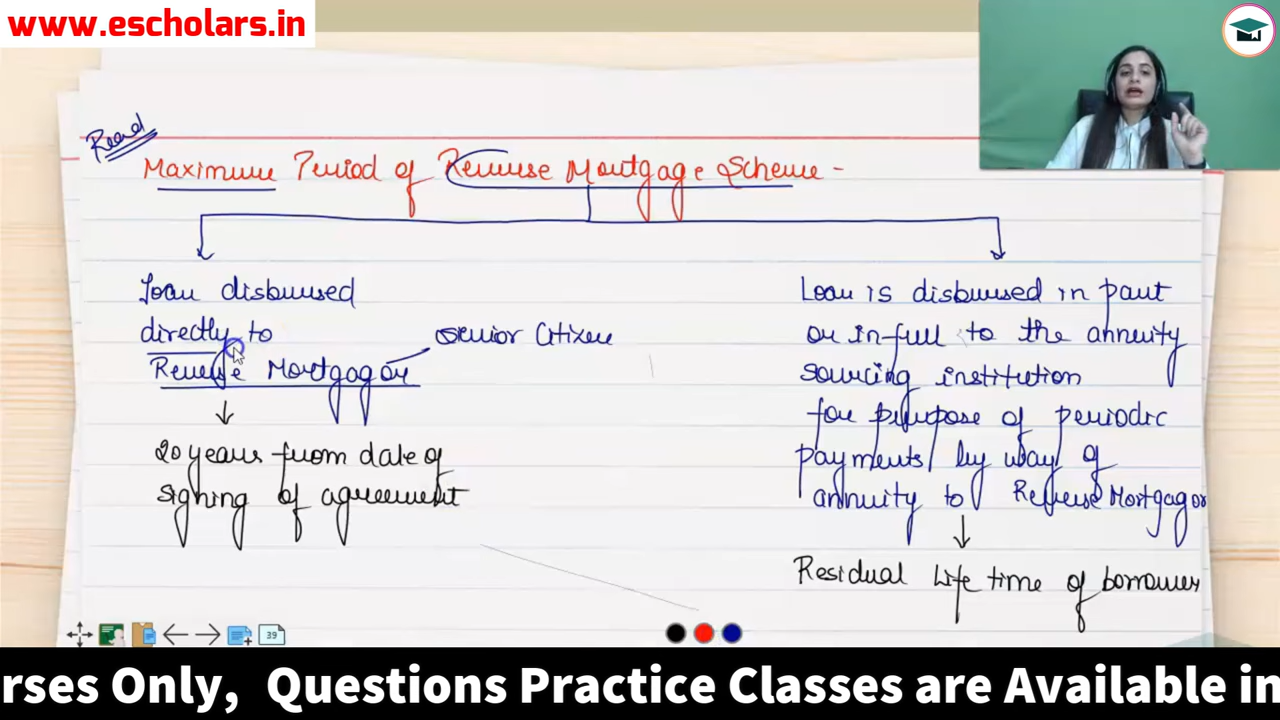 www.escholars.in
Read
Maximum Period of Reverse Mortgage Scheme -
Loan disbursed
directly to
Reverse Mortgagor
senior Citizen
20 years from date of
signing of agreement
Loan is disbursed in part
or in full to the annuity
sourcing institution
for purpose of periodic
payments by way of
annuity to Reverse Mortgagor
Residual Life time of borrower
39
rses Only, Questions Practice Classes are Available in